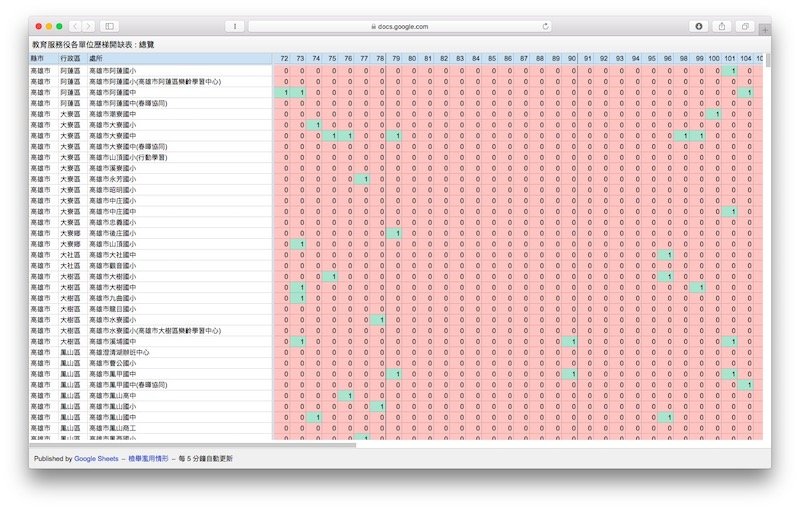 docs.google.com
教育服務役各單位歷梯開缺表 : 總覽
縣市 行政區 處所 72 73 74 75 76 77 78 79 80 81 82 83 84 85 86 87 88 89 90 91 92 93 94 95 96 98 99 100 101 104 10
高雄市 阿蓮區 高雄市阿蓮國小 0 0 0 0 0 0 0 0 0 0 0 0 0 0 0 0 0 0 0 0 0 0 0 0 0 0 0 0 1 0
高雄市 阿蓮區 高雄市阿蓮國小(高雄市阿蓮區樂齡學習中心) 0 0 0 0 0 0 0 0 0 0 0 0 0 0 0 0 0 0 0 0 0 0 0 0 0 0 0 0 0 0
高雄市 阿蓮區 高雄市阿蓮國中 1 1 0 0 0 0 0 0 0 0 0 0 0 0 0 0 0 0 0 0 0 0 0 0 0 0 0 0 0 1
高雄市 阿蓮區 高雄市阿蓮國中(春暉協同) 0 0 0 0 0 0 0 0 0 0 0 0 0 0 0 0 0 0 0 0 0 0 0 0 0 0 0 0 0 0
高雄市 大寮區 高雄市潮寮國中 0 0 0 0 0 0 0 0 0 0 0 0 0 0 0 0 0 0 0 0 0 0 0 0 0 0 0 1 0 0
高雄市 大寮區 高雄市大寮國小 0 0 1 0 0 0 0 0 0 0 0 0 0 0 0 0 0 0 0 0 0 0 0 0 0 0 0 0 0 0
高雄市 大寮區 高雄市大寮國中 0 0 0 1 1 0 0 1 0 0 0 0 0 0 0 0 0 0 0 0 0 0 0 0 0 1 1 0 0 0
高雄市 大寮區 高雄市大寮國中(春暉協同) 0 0 0 0 0 0 0 0 0 0 0 0 0 0 0 0 0 0 0 0 0 0 0 0 0 0 0 0 0 0
高雄市 大寮區 高雄市山頂國小(行動學習) 0 0 0 0 0 0 0 0 0 0 0 0 0 0 0 0 0 0 0 0 0 0 0 0 0 0 0 0 0 0
高雄市 大寮區 高雄市溪寮國小 0 0 0 0 0 0 0 0 0 0 0 0 0 0 0 0 0 0 0 0 0 0 0 0 0 0 0 0 0 0
高雄市 大寮區 高雄市永芳國小 0 0 0 0 0 1 0 0 0 0 0 0 0 0 0 0 0 0 0 0 0 0 0 0 0 0 0 0 0 0
高雄市 大寮區 高雄市昭明國小 0 0 0 0 0 0 0 0 0 0 0 0 0 0 0 0 0 0 0 0 0 0 0 0 0 0 0 0 0 0
高雄市 大寮區 高雄市中庄國小 0 0 0 0 0 0 0 0 0 0 0 0 0 0 0 0 0 0 0 0 0 0 0 0 0 0 0 0 0 0
高雄市 大寮區 高雄市中庄國中 0 0 0 0 0 0 0 0 0 0 0 0 0 0 0 0 0 0 0 0 0 0 0 0 0 0 0 0 1 0
高雄市 大寮區 高雄市忠義國小 0 0 0 0 0 0 0 0 0 0 0 0 0 0 0 0 0 0 0 0 0 0 0 0 0 0 0 0 0 0
高雄市 大寮鄉 高雄市後庄國小 0 0 0 0 0 0 0 1 0 0 0 0 0 0 0 0 0 0 0 0 0 0 0 0 0 0 0 0 0 0
高雄市 大寮鄉 高雄市山頂國小 0 1 0 0 0 0 0 0 0 0 0 0 0 0 0 0 0 0 0 0 0 0 0 0 0 0 0 0 0 0
高雄市 大社區 高雄市大社國中 0 0 0 0 0 0 0 0 0 0 0 0 0 0 0 0 0 0 0 0 0 0 0 0 1 0 0 0 0 0
高雄市 大社區 高雄市觀音國小 0 0 0 0 0 0 0 0 0 0 0 0 0 0 0 0 0 0 0 0 0 0 0 0 0 0 0 0 0 0
高雄市 大樹區 高雄市大樹國小 0 0 0 1 0 0 0 0 0 0 0 0 0 0 0 0 0 0 0 0 0 0 0 0 1 0 0 0 0 0
高雄市 大樹區 高雄市大樹國中 0 1 0 0 0 0 0 0 0 0 0 0 0 0 0 0 0 0 0 0 0 0 0 0 0 0 1 0 0 0
高雄市 大樹區 高雄市九曲國小 0 1 0 0 0 0 0 0 0 0 0 0 0 0 0 0 0 0 0 0 0 0 0 0 0 0 0 0 0 0
高雄市 大樹區 高雄市龍目國小 0 0 0 0 0 0 0 0 0 0 0 0 0 0 0 0 0 0 0 0 0 0 0 0 0 0 0 0 0 0
高雄市 大樹區 高雄市水寮國小 0 0 0 0 0 0 1 0 0 0 0 0 0 0 0 0 0 0 0 0 0 0 0 0 0 0 0 0 0 0
高雄市 大樹區 高雄市水寮國小(高雄市大樹區樂齡學習中心) 0 0 0 0 0 0 0 0 0 0 0 0 0 0 0 0 0 0 0 0 0 0 0 0 0 0 0 0 0 0
高雄市 大樹區 高雄市溪埔國中 0 1 0 0 0 0 0 0 0 0 0 0 0 0 0 0 0 0 1 0 0 0 0 0 0 0 0 0 1 0
高雄市 鳳山區 高雄澄清湖辦班中心 0 0 0 0 0 0 0 0 0 0 0 0 0 0 0 0 0 0 0 0 0 0 0 0 0 0 0 0 0 0
高雄市 鳳山區 高雄市曹公國小 0 0 0 0 0 0 0 0 0 0 0 0 0 0 0 0 0 0 0 0 0 0 0 0 0 0 0 0 0 0
高雄市 鳳山區 高雄市鳳甲國中 0 0 0 0 0 0 0 1 0 0 0 0 0 0 0 0 0 0 1 0 0 0 0 0 0 0 0 0 1 0
高雄市 鳳山區 高雄市鳳甲國中(春暉協同) 0 0 0 0 0 0 0 0 0 0 0 0 0 0 0 0 0 0 0 0 0 0 0 0 0 0 0 0 0 1
高雄市 鳳山區 高雄市鳳山高中 0 0 0 0 1 0 0 0 0 0 0 0 0 0 0 0 0 0 0 0 0 0 0 0 0 0 0 0 0 0
高雄市 鳳山區 高雄市鳳山國小 0 0 0 0 0 0 1 0 0 0 0 0 0 0 0 0 0 0 0 0 0 0 0 0 0 0 0 0 0 0
高雄市 鳳山區 高雄市鳳山國中 0 0 1 0 0 0 0 0 0 0 0 0 0 0 0 0 0 0 0 0 0 0 0 0 1 0 0 0 0 0
高雄市 鳳山區 高雄市鳳山商工 0 0 0 0 0 0 0 0 0 0 0 0 0 0 0 0 0 0 0 0 0 0 0 0 0 0 0 0 0 0
高雄市 鳳山區 高雄市鳳西國小 0 0 0 0 0 1 0 0 0 0 0 0 0 0 0 0 0 0 0 0 0 0 0 0 0 0 0 0 0 0
Published by Google Sheets – 檢舉濫用情形 – 每 5 分鐘自動更新